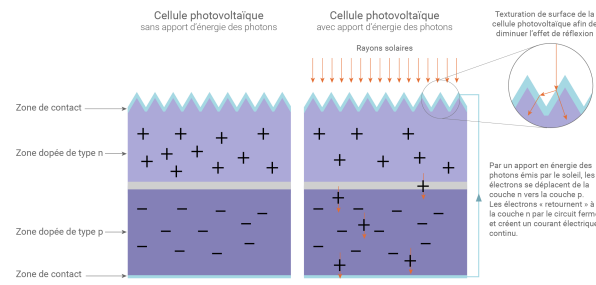 Cellule photovoltaïque
sans apport d'énergie des photons
Cellule photovoltaïque
avec apport d'énergie des photons
Rayons solaires
Texturation de surface de la
cellule photovoltaïque afin de
diminuer l'effet de réflexion
Zone de contact
Zone dopée de type n
Zone dopée de type p
Zone de contact
Par un apport en énergie des
photons émis par le soleil, les
électrons se déplacent de la
couche n vers la couche p.
Les électrons « retournent » à
la couche n par le circuit fermé
et créent un courant électrique
continu.